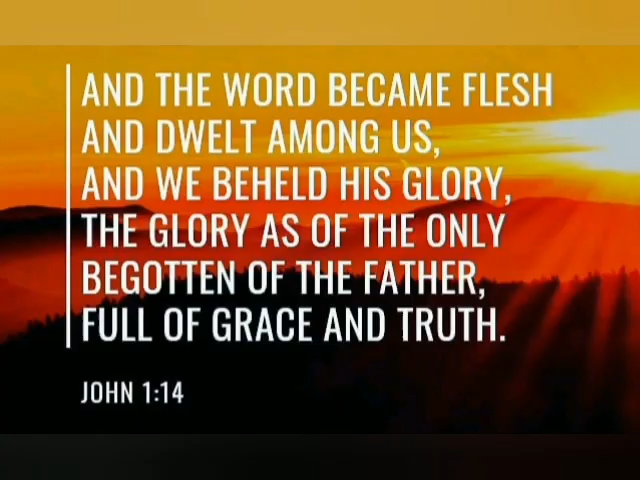 AND THE WORD BECAME FLESH
AND DWELT AMONG US,
AND WE BEHELD HIS GLORY,
THE GLORY AS OF THE ONLY
BEGOTTEN OF THE FATHER,
FULL OF GRACE AND TRUTH.
JOHN 1:14